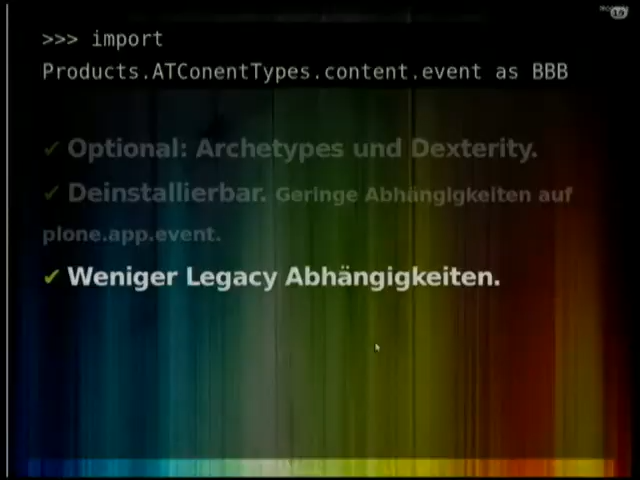 >>> import
Products.ATConentTypes.content.event as BBB
✔ Optional: Archetypes und Dexterity.
✔ Deinstallierbar. Geringe Abhängigkeiten auf
plone.app.event.
✔ Weniger Legacy Abhängigkeiten.
19